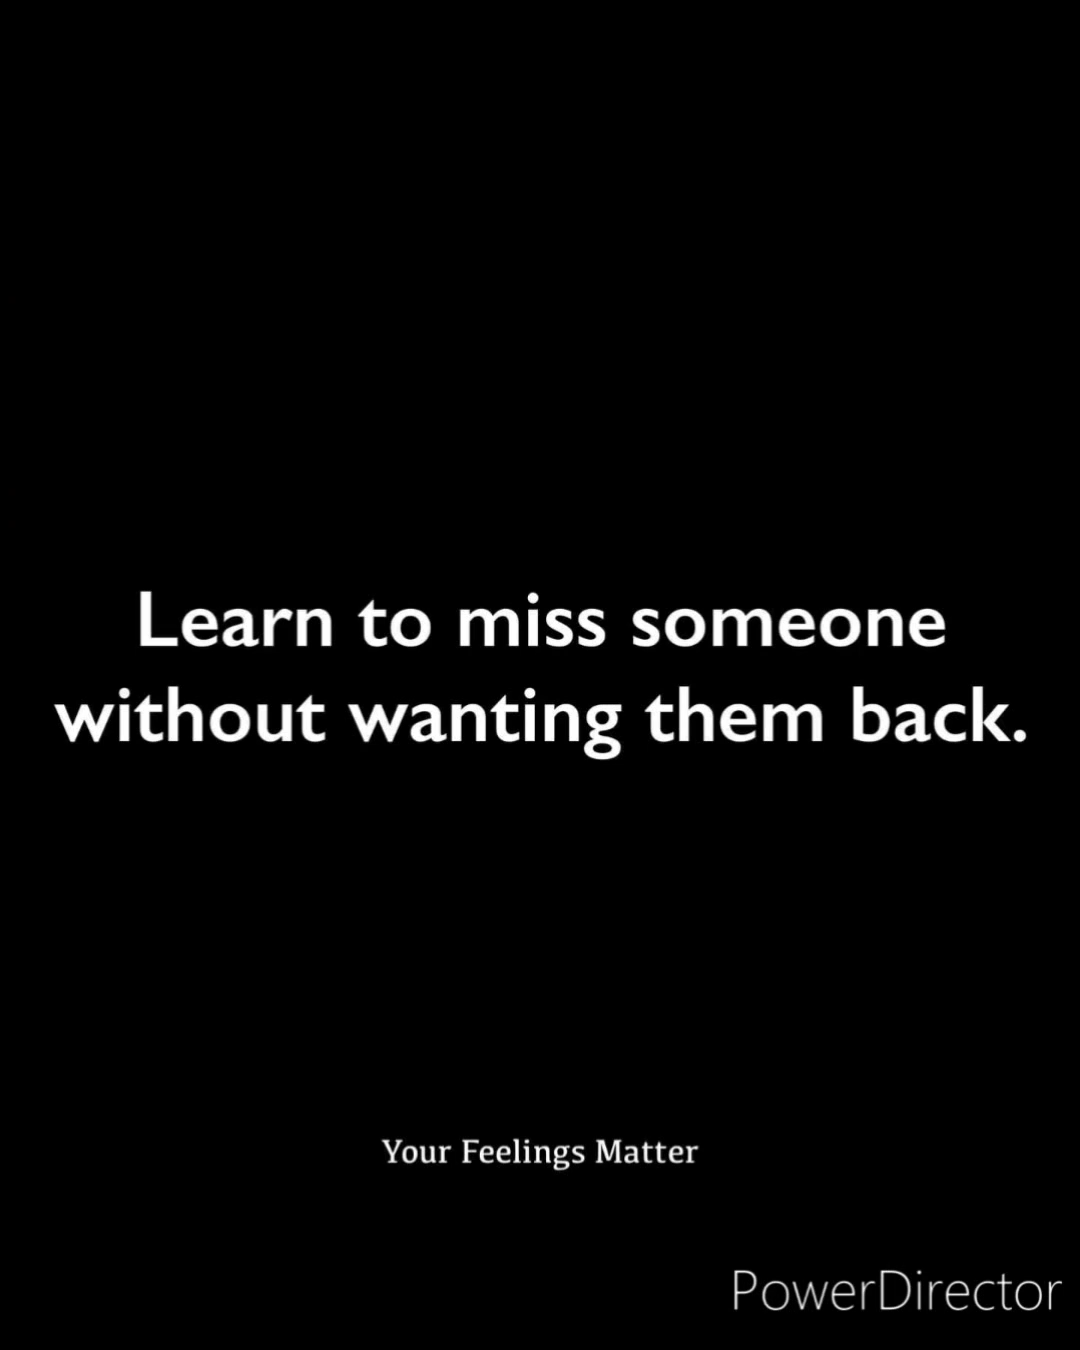 Learn to miss someone
without wanting them back.
Your Feelings Matter
PowerDirector